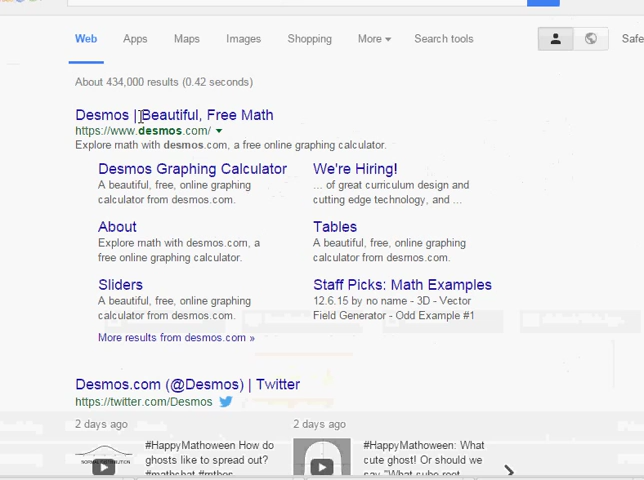 Web Apps Maps Images Shopping More Search tools Safe
About 434,000 results (0.42 seconds)
Desmos | Beautiful, Free Math
https://www.desmos.com/
Explore math with desmos.com, a free online graphing calculator.
Desmos Graphing Calculator
A beautiful, free, online graphing
calculator from desmos.com.
We're Hiring!
... of great curriculum design and
cutting edge technology, and ...
About
Explore math with desmos.com, a
free online graphing calculator.
Tables
A beautiful, free, online graphing
calculator from desmos.com.
Sliders
A beautiful, free, online graphing
calculator from desmos.com.
Staff Picks: Math Examples
12.6.15 by no name - 3D - Vector
Field Generator - Odd Example #1
More results from desmos.com »
Desmos.com (@Desmos) | Twitter
https://twitter.com/Desmos
2 days ago
#HappyMathoween How do
ghosts like to spread out?
#mathchat #mtbos
2 days ago
#HappyMathoween: What
cute ghost! Or should we
say "What cube root